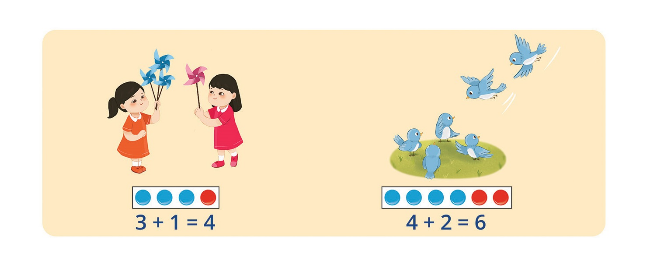 3 + 1 = 4
4 + 2 = 6